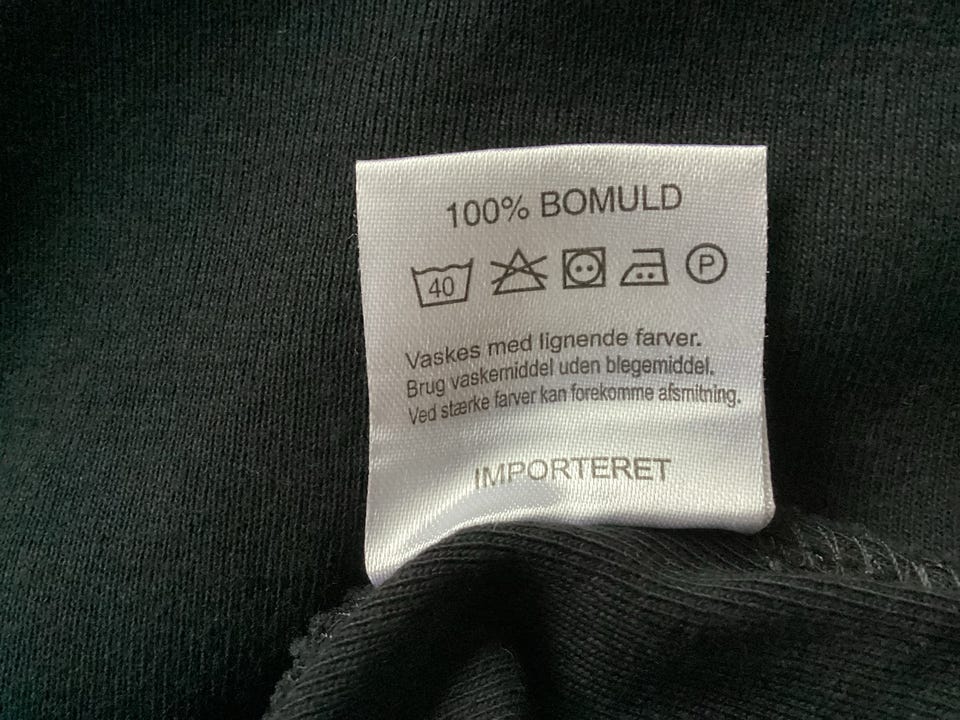 100% BOMULD
40 P
Vaskes med lignende farver.
Brug vaskemiddel uden blegemiddel.
Ved stærke farver kan forekomme afsmitning.
IMPORTERET